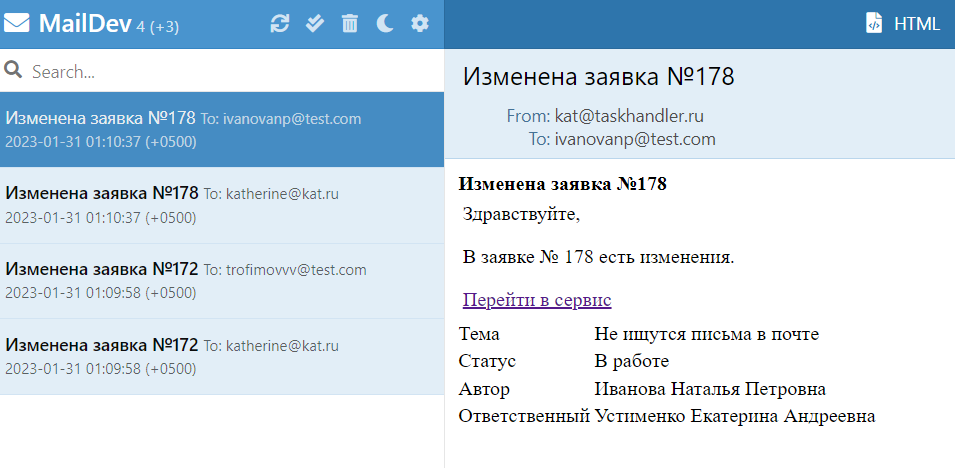 MailDev 4 (+3)
HTML
Search...
Изменена заявка №178 To: ivanovanp@test.com
2023-01-31 01:10:37 (+0500)
Изменена заявка №178 To: katherine@kat.ru
2023-01-31 01:10:37 (+0500)
Изменена заявка №172 To: trofimovvv@test.com
2023-01-31 01:09:58 (+0500)
Изменена заявка №172 To: katherine@kat.ru
2023-01-31 01:09:58 (+0500)
Изменена заявка №178
From: kat@taskhandler.ru
To: ivanovanp@test.com
Изменена заявка №178
Здравствуйте,
В заявке № 178 есть изменения.
Перейти в сервис
Тема Не ищутся письма в почте
Статус В работе
Автор Иванова Наталья Петровна
Ответственный Устименко Екатерина Андреевна